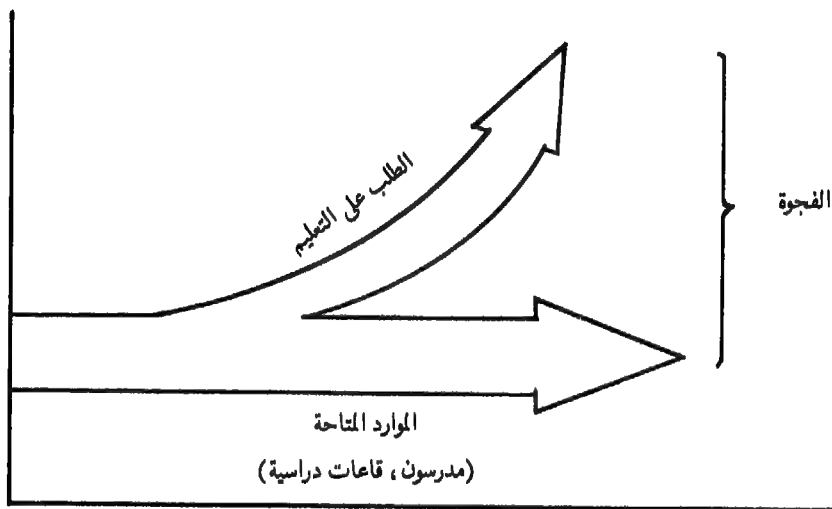 الطلب على التعليم
الفجوة
الموارد المتاحة
(مدرسون ، قاعات دراسية)